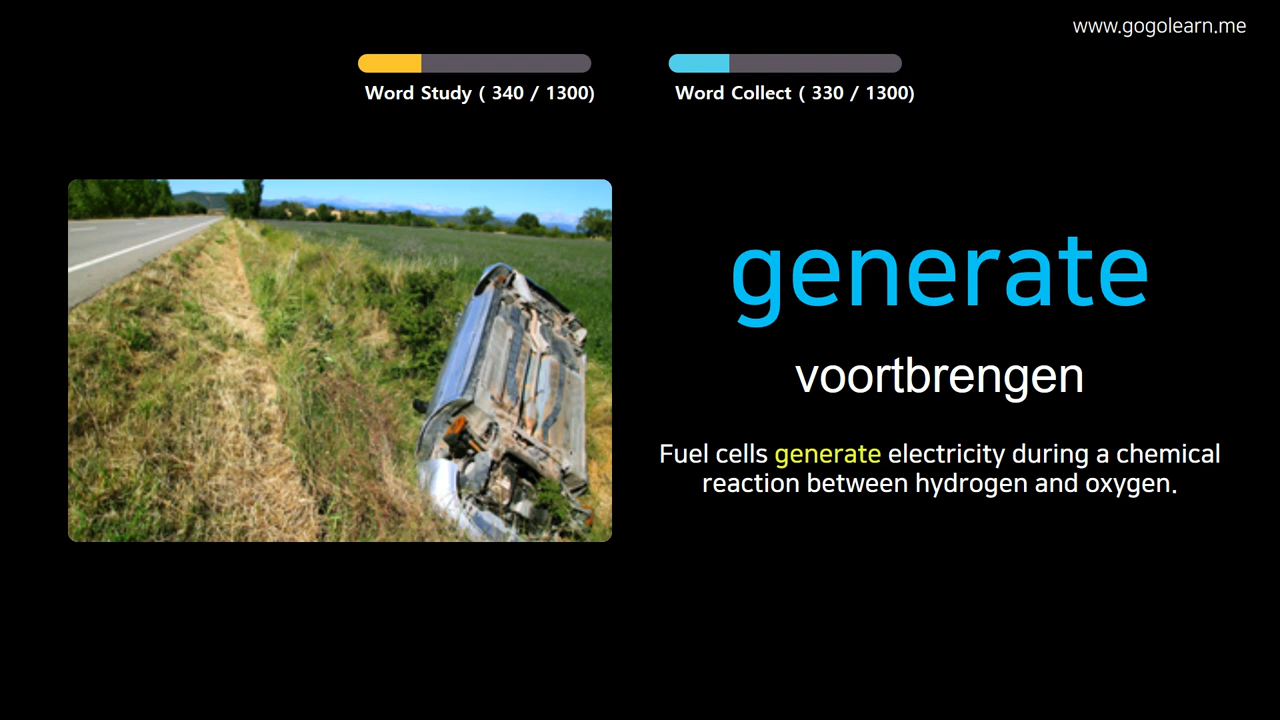 www.gogolearn.me
Word Study ( 340 / 1300)
Word Collect ( 330 / 1300)
generate
voortbrengen
Fuel cells generate electricity during a chemical
reaction between hydrogen and oxygen.